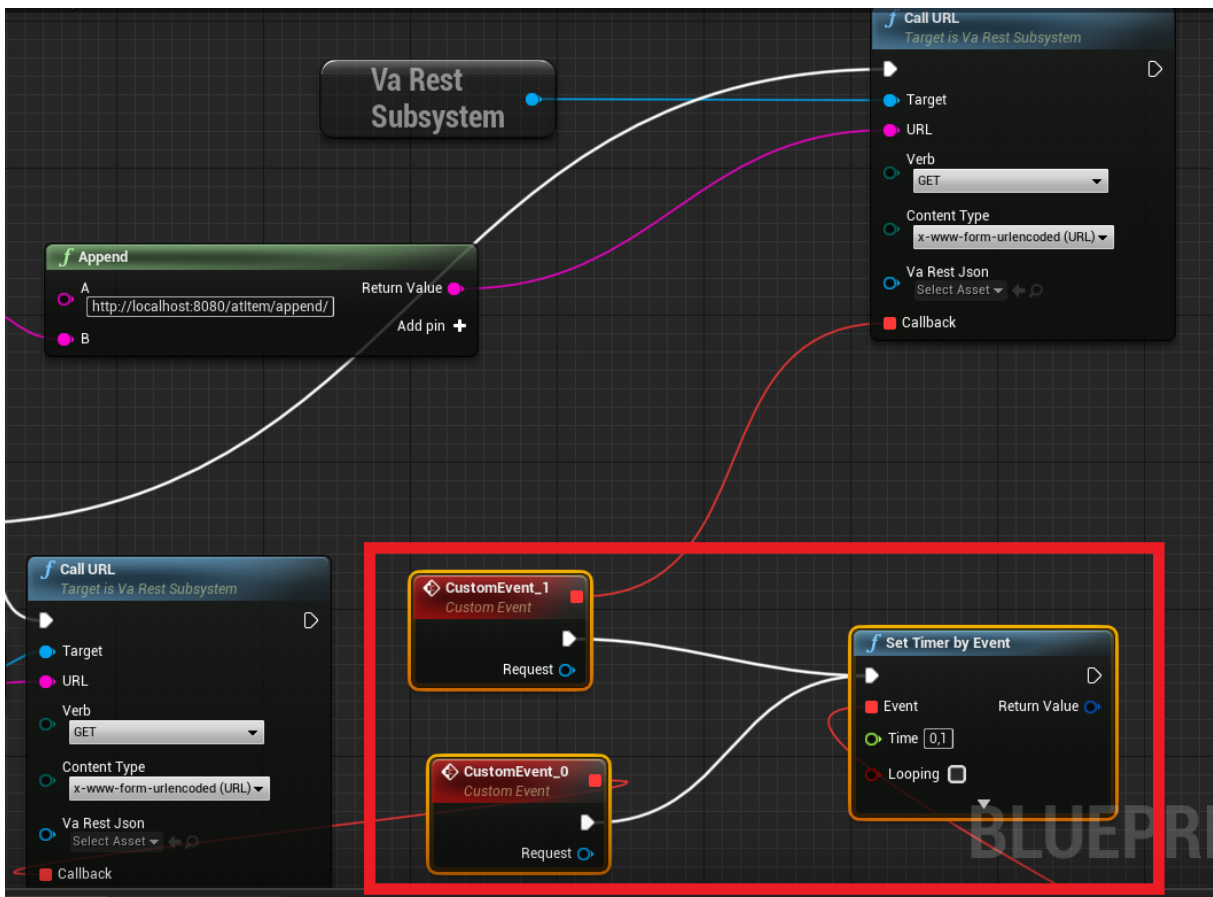 Call URL
Target is Va Rest Subsystem
Va Rest
Subsystem
Target
URL
Verb
GET
Content Type
x-www-form-urlencoded (URL)
Va Rest Json
Select Asset
Callback
Append
A
http://localhost:8080/atItem/append/
Return Value
B
Add pin
Call URL
Target is Va Rest Subsystem
Target
URL
Verb
GET
Content Type
x-www-form-urlencoded (URL)
Va Rest Json
Select Asset
Callback
CustomEvent_1
Custom Event
Request
CustomEvent_0
Custom Event
Request
Set Timer by Event
Event
Return Value
Time 0,1
Looping
BLUEPRI